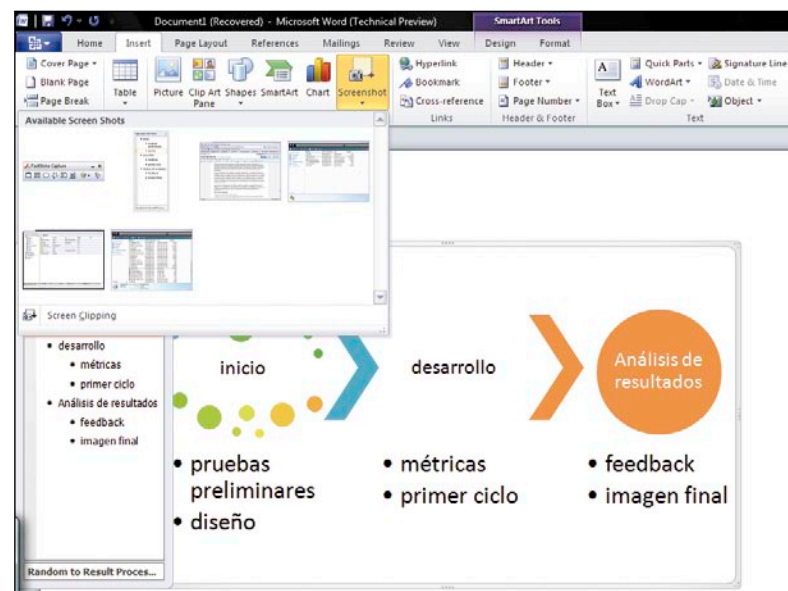 Document1 (Recovered) - Microsoft Word (Technical Preview)
SmartArt Tools
Home Insert Page Layout References Mailings Review View Design Format
Cover Page
Blank Page
Page Break
Table
Picture
Clip Art Pane
Shapes
SmartArt
Chart
Screenshot
Hyperlink
Bookmark
Cross-reference
Links
Header
Footer
Page Number
Header & Footer
Text Box
Quick Parts
WordArt
Drop Cap
Signature Line
Date & Time
Object
Text
Available Screen Shots
FastStone Capture
Screen Clipping
• desarrollo
• métricas
• primer ciclo
• Análisis de resultados
• feedback
• imagen final
Random to Result Proces...
inicio
• pruebas
preliminares
• diseño
desarrollo
• métricas
• primer ciclo
Análisis de
resultados
• feedback
• imagen final